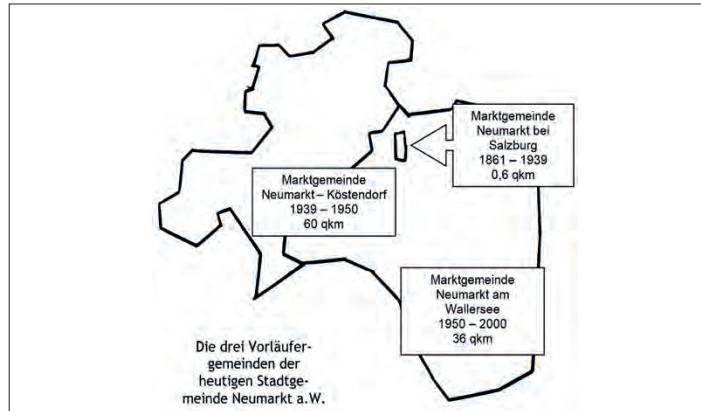 Marktgemeinde
Neumarkt bei
Salzburg
1861 – 1939
0,6 qkm
Marktgemeinde
Neumarkt – Köstendorf
1939 – 1950
60 qkm
Marktgemeinde
Neumarkt am
Wallersee
1950 – 2000
36 qkm
Die drei Vorläufer-
gemeinden der
heutigen Stadtge-
meinde Neumarkt a.W.